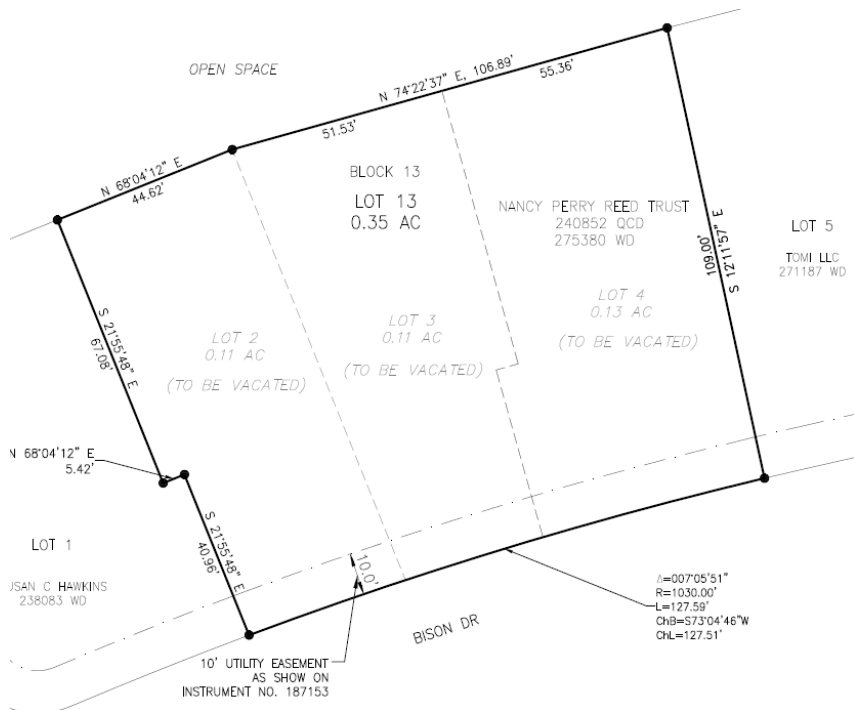 OPEN SPACE
N 74°22'37" E, 106.89'
55.36'
51.53'
N 68°04'12" E
44.62'
BLOCK 13
LOT 13
0.35 AC
NANCY PERRY REED TRUST
240852 QCD
275380 WD
S 12°11'57" E
109.00'
LOT 5
TOMI LLC
271187 WD
S 21°55'48" E
67.08'
LOT 2
0.11 AC
(TO BE VACATED)
LOT 3
0.11 AC
(TO BE VACATED)
LOT 4
0.13 AC
(TO BE VACATED)
N 68°04'12" E
5.42'
S 21°55'48" E
40.96'
LOT 1
USAN C HAWKINS
238083 WD
10.0'
10' UTILITY EASEMENT
AS SHOW ON
INSTRUMENT NO. 187153
BISON DR
Δ=007°05'51"
R=1030.00'
L=127.59'
ChB=S73°04'46"W
ChL=127.51'